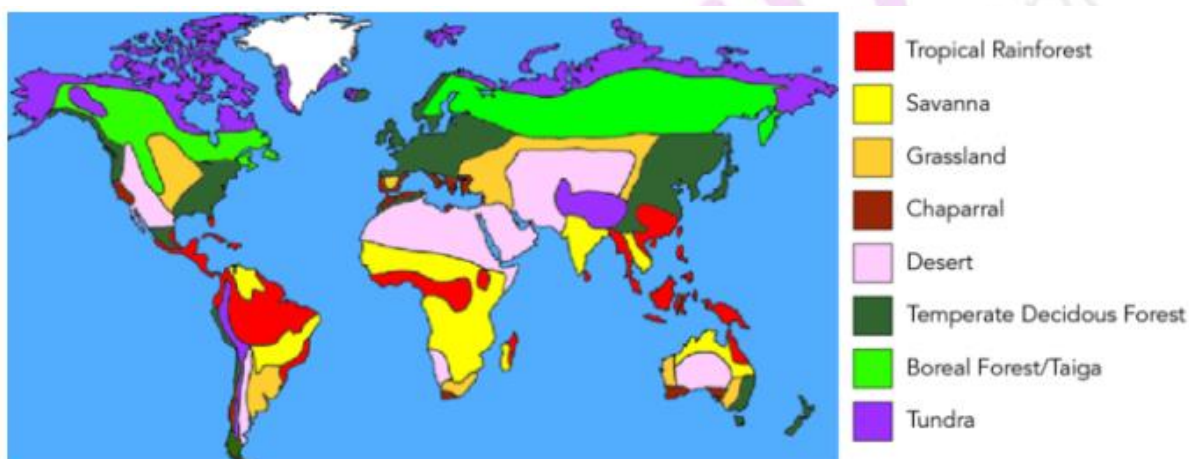 Tropical Rainforest
Savanna
Grassland
Chaparral
Desert
Temperate Decidous Forest
Boreal Forest/Taiga
Tundra